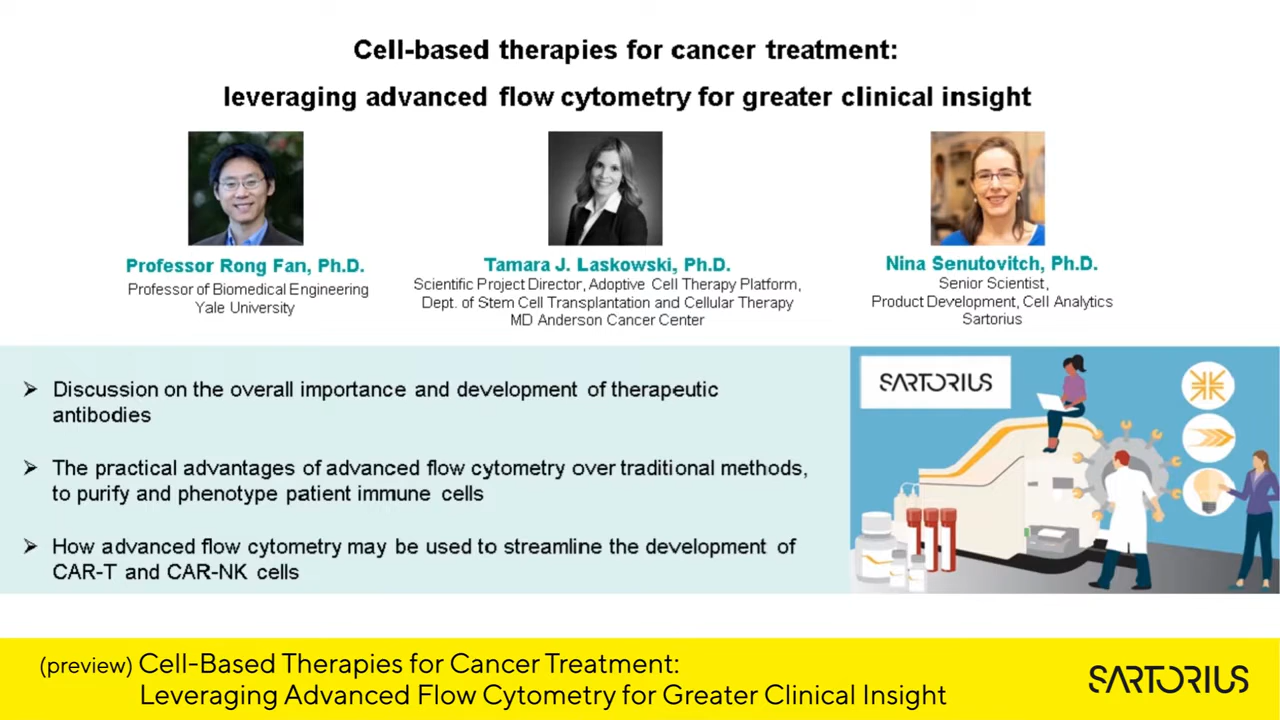 Cell-based therapies for cancer treatment:
leveraging advanced flow cytometry for greater clinical insight
Professor Rong Fan, Ph.D.
Professor of Biomedical Engineering
Yale University
Tamara J. Laskowski, Ph.D.
Scientific Project Director, Adoptive Cell Therapy Platform,
Dept. of Stem Cell Transplantation and Cellular Therapy
MD Anderson Cancer Center
Nina Senutovitch, Ph.D.
Senior Scientist,
Product Development, Cell Analytics
Sartorius
➢ Discussion on the overall importance and development of therapeutic
antibodies
➢ The practical advantages of advanced flow cytometry over traditional methods,
to purify and phenotype patient immune cells
➢ How advanced flow cytometry may be used to streamline the development of
CAR-T and CAR-NK cells
SARTORIUS
(preview) Cell-Based Therapies for Cancer Treatment:
Leveraging Advanced Flow Cytometry for Greater Clinical Insight
SARTORIUS